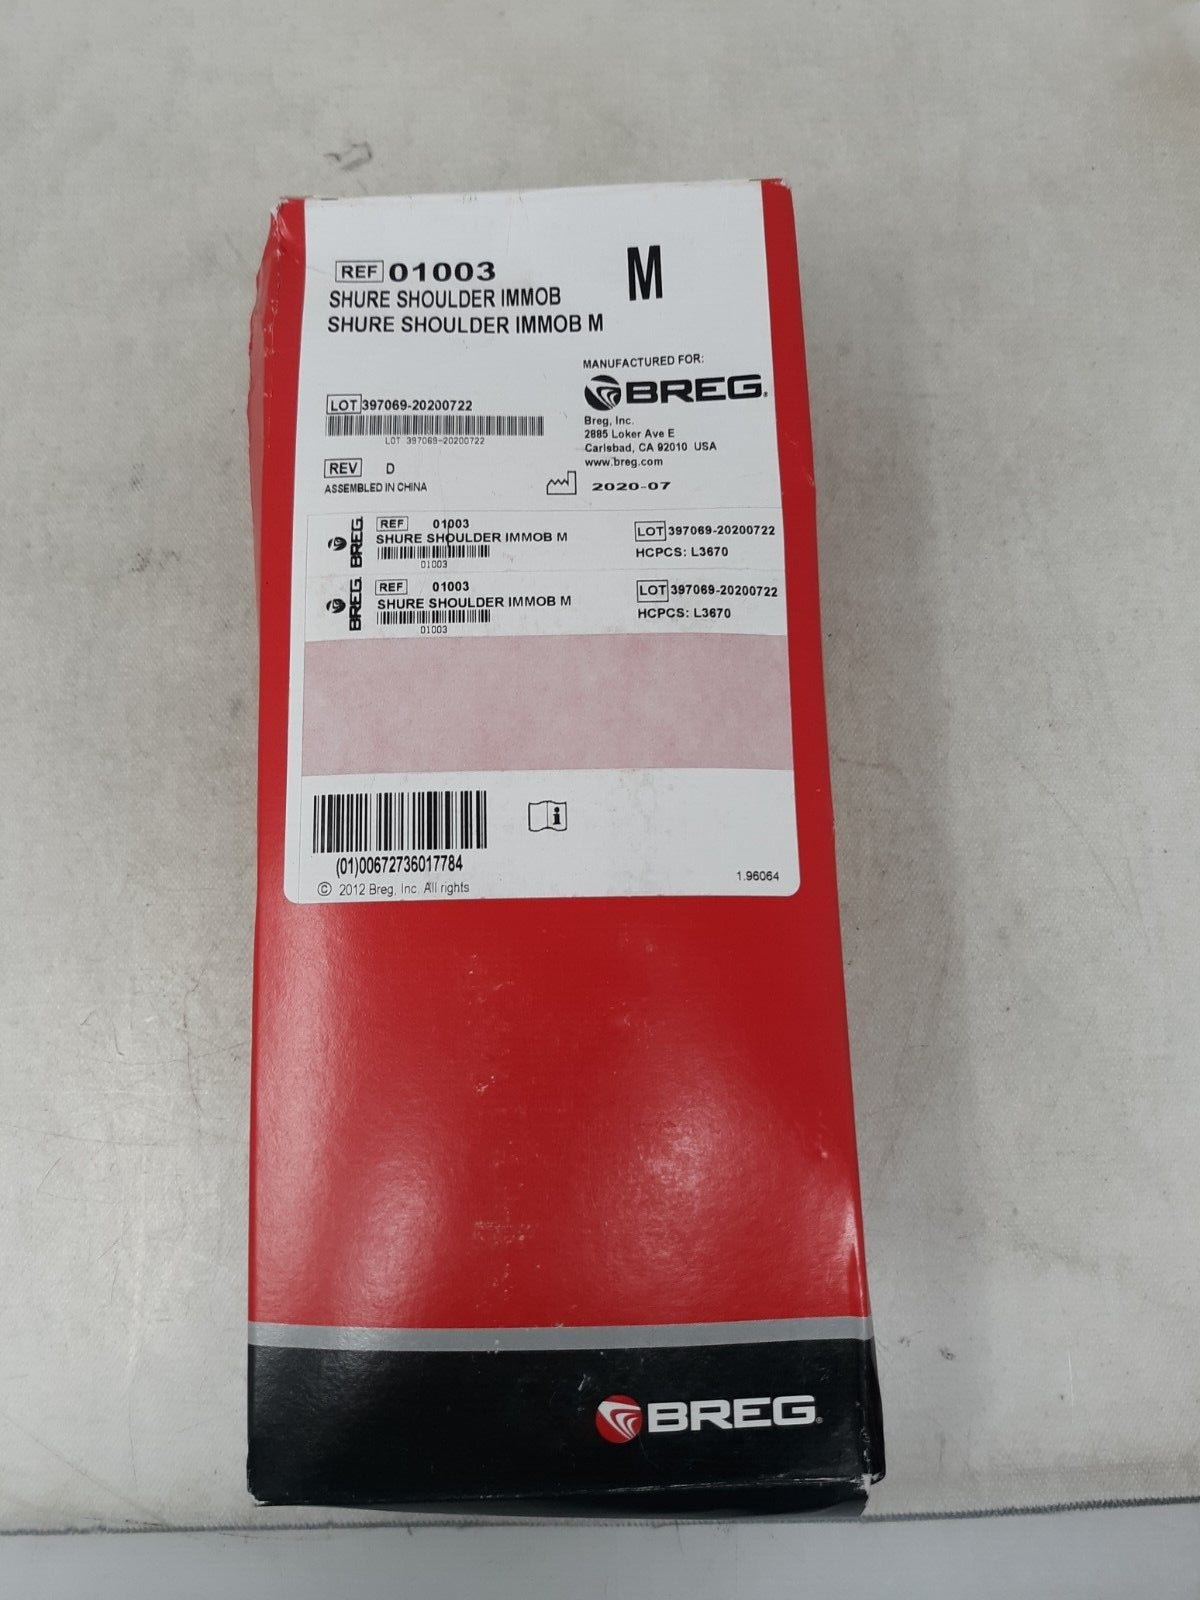 REF 01003
M
SHURE SHOULDER IMMOB
SHURE SHOULDER IMMOB M
MANUFACTURED FOR:
BREG®
Breg, Inc.
2885 Loker Ave E
Carlsbad, CA 92010 USA
www.breg.com
2020-07
LOT 397069-20200722
LOT 397069-20200722
REV D
ASSEMBLED IN CHINA
BREG
REF 01003
SHURE SHOULDER IMMOB M
01003
LOT 397069-20200722
HCPCS: L3670
BREG
REF 01003
SHURE SHOULDER IMMOB M
01003
LOT 397069-20200722
HCPCS: L3670
(01)00672736017784
© 2012 Breg, Inc. All rights
1.96064
BREG®